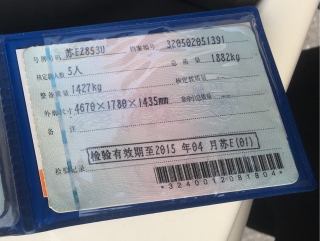 号牌号码 苏E2853U 档案编号 320502051391
核定载人数 5人 总质量 1882kg
整备质量 1427kg 核定载质量
外廓尺寸 4670×1780×1435mm
备注
检验有效期至2015 年04 月苏E(01)
检验记录
*3240012081804*